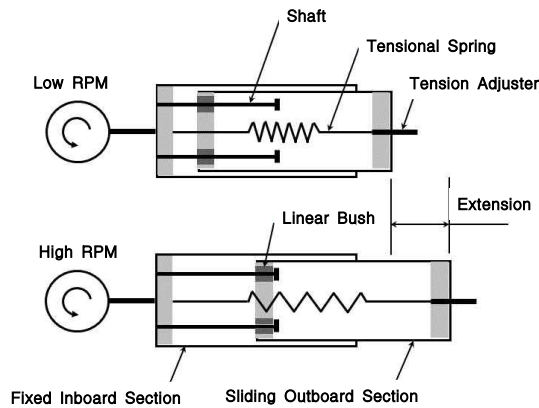 Shaft
Tensional Spring
Low RPM
Tension Adjuster
Linear Bush
Extension
High RPM
Fixed Inboard Section
Sliding Outboard Section